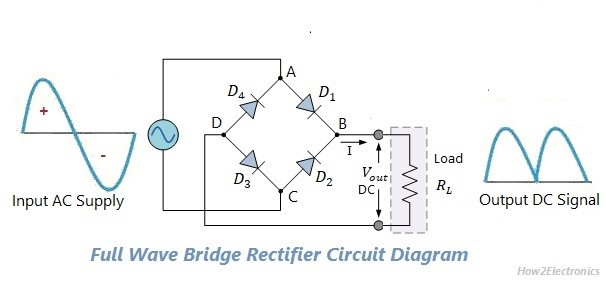 A
D4
D1
+
D
B
I
Vout
DC
Load
RL
-
D3
D2
C
Input AC Supply
Output DC Signal
Full Wave Bridge Rectifier Circuit Diagram
How2Electronics